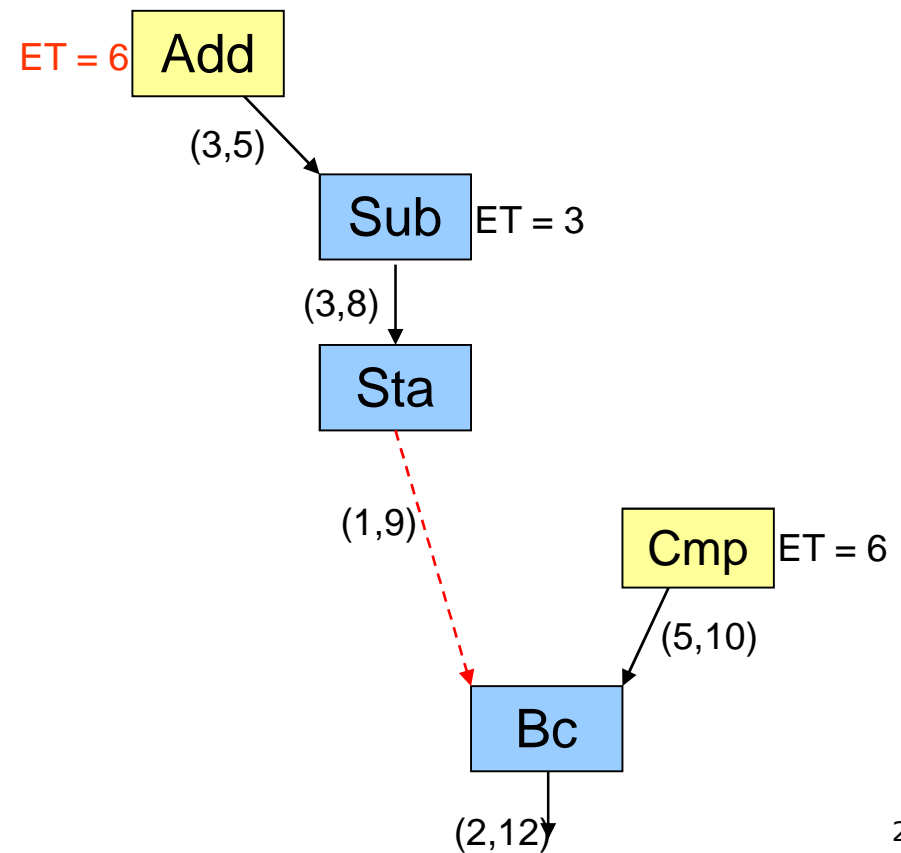 ET = 6
Add
(3,5)
Sub
ET = 3
(3,8)
Sta
(1,9)
Cmp
ET = 6
(5,10)
Bc
(2,12)
2